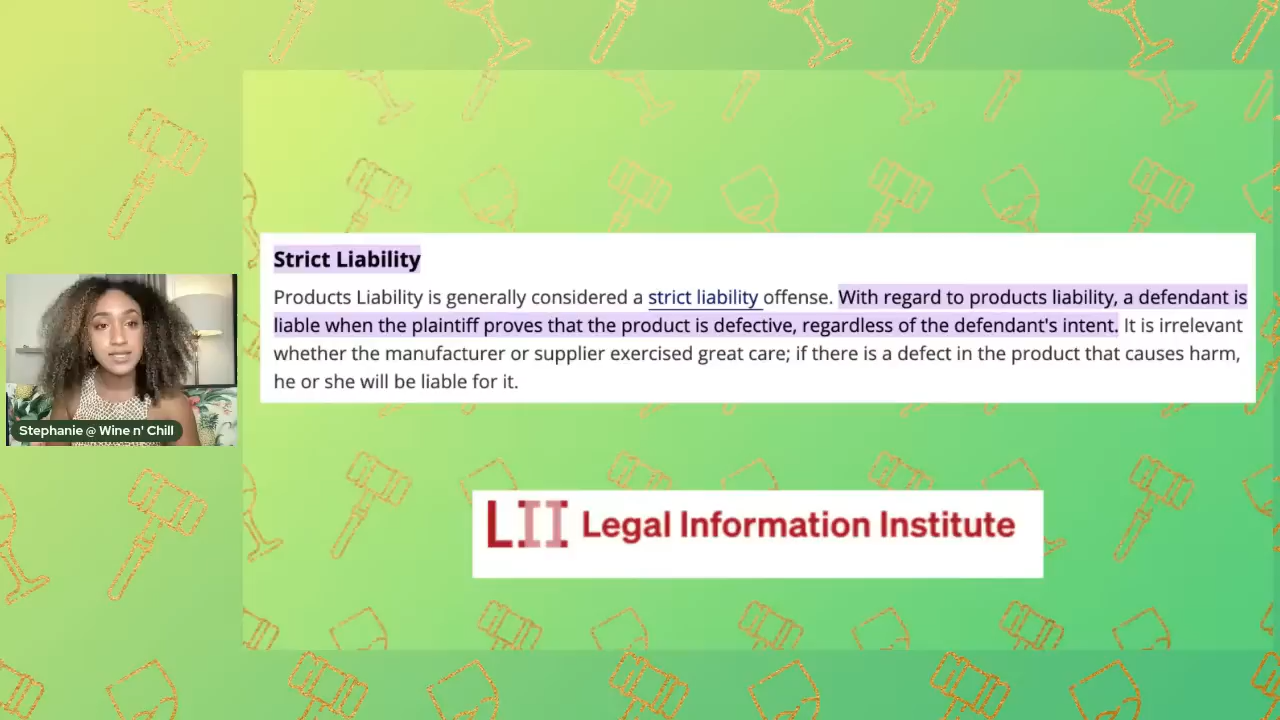 Strict Liability
Products Liability is generally considered a strict liability offense. With regard to products liability, a defendant is
liable when the plaintiff proves that the product is defective, regardless of the defendant's intent. It is irrelevant
whether the manufacturer or supplier exercised great care; if there is a defect in the product that causes harm,
he or she will be liable for it.
Stephanie @ Wine n' Chill
LII Legal Information Institute